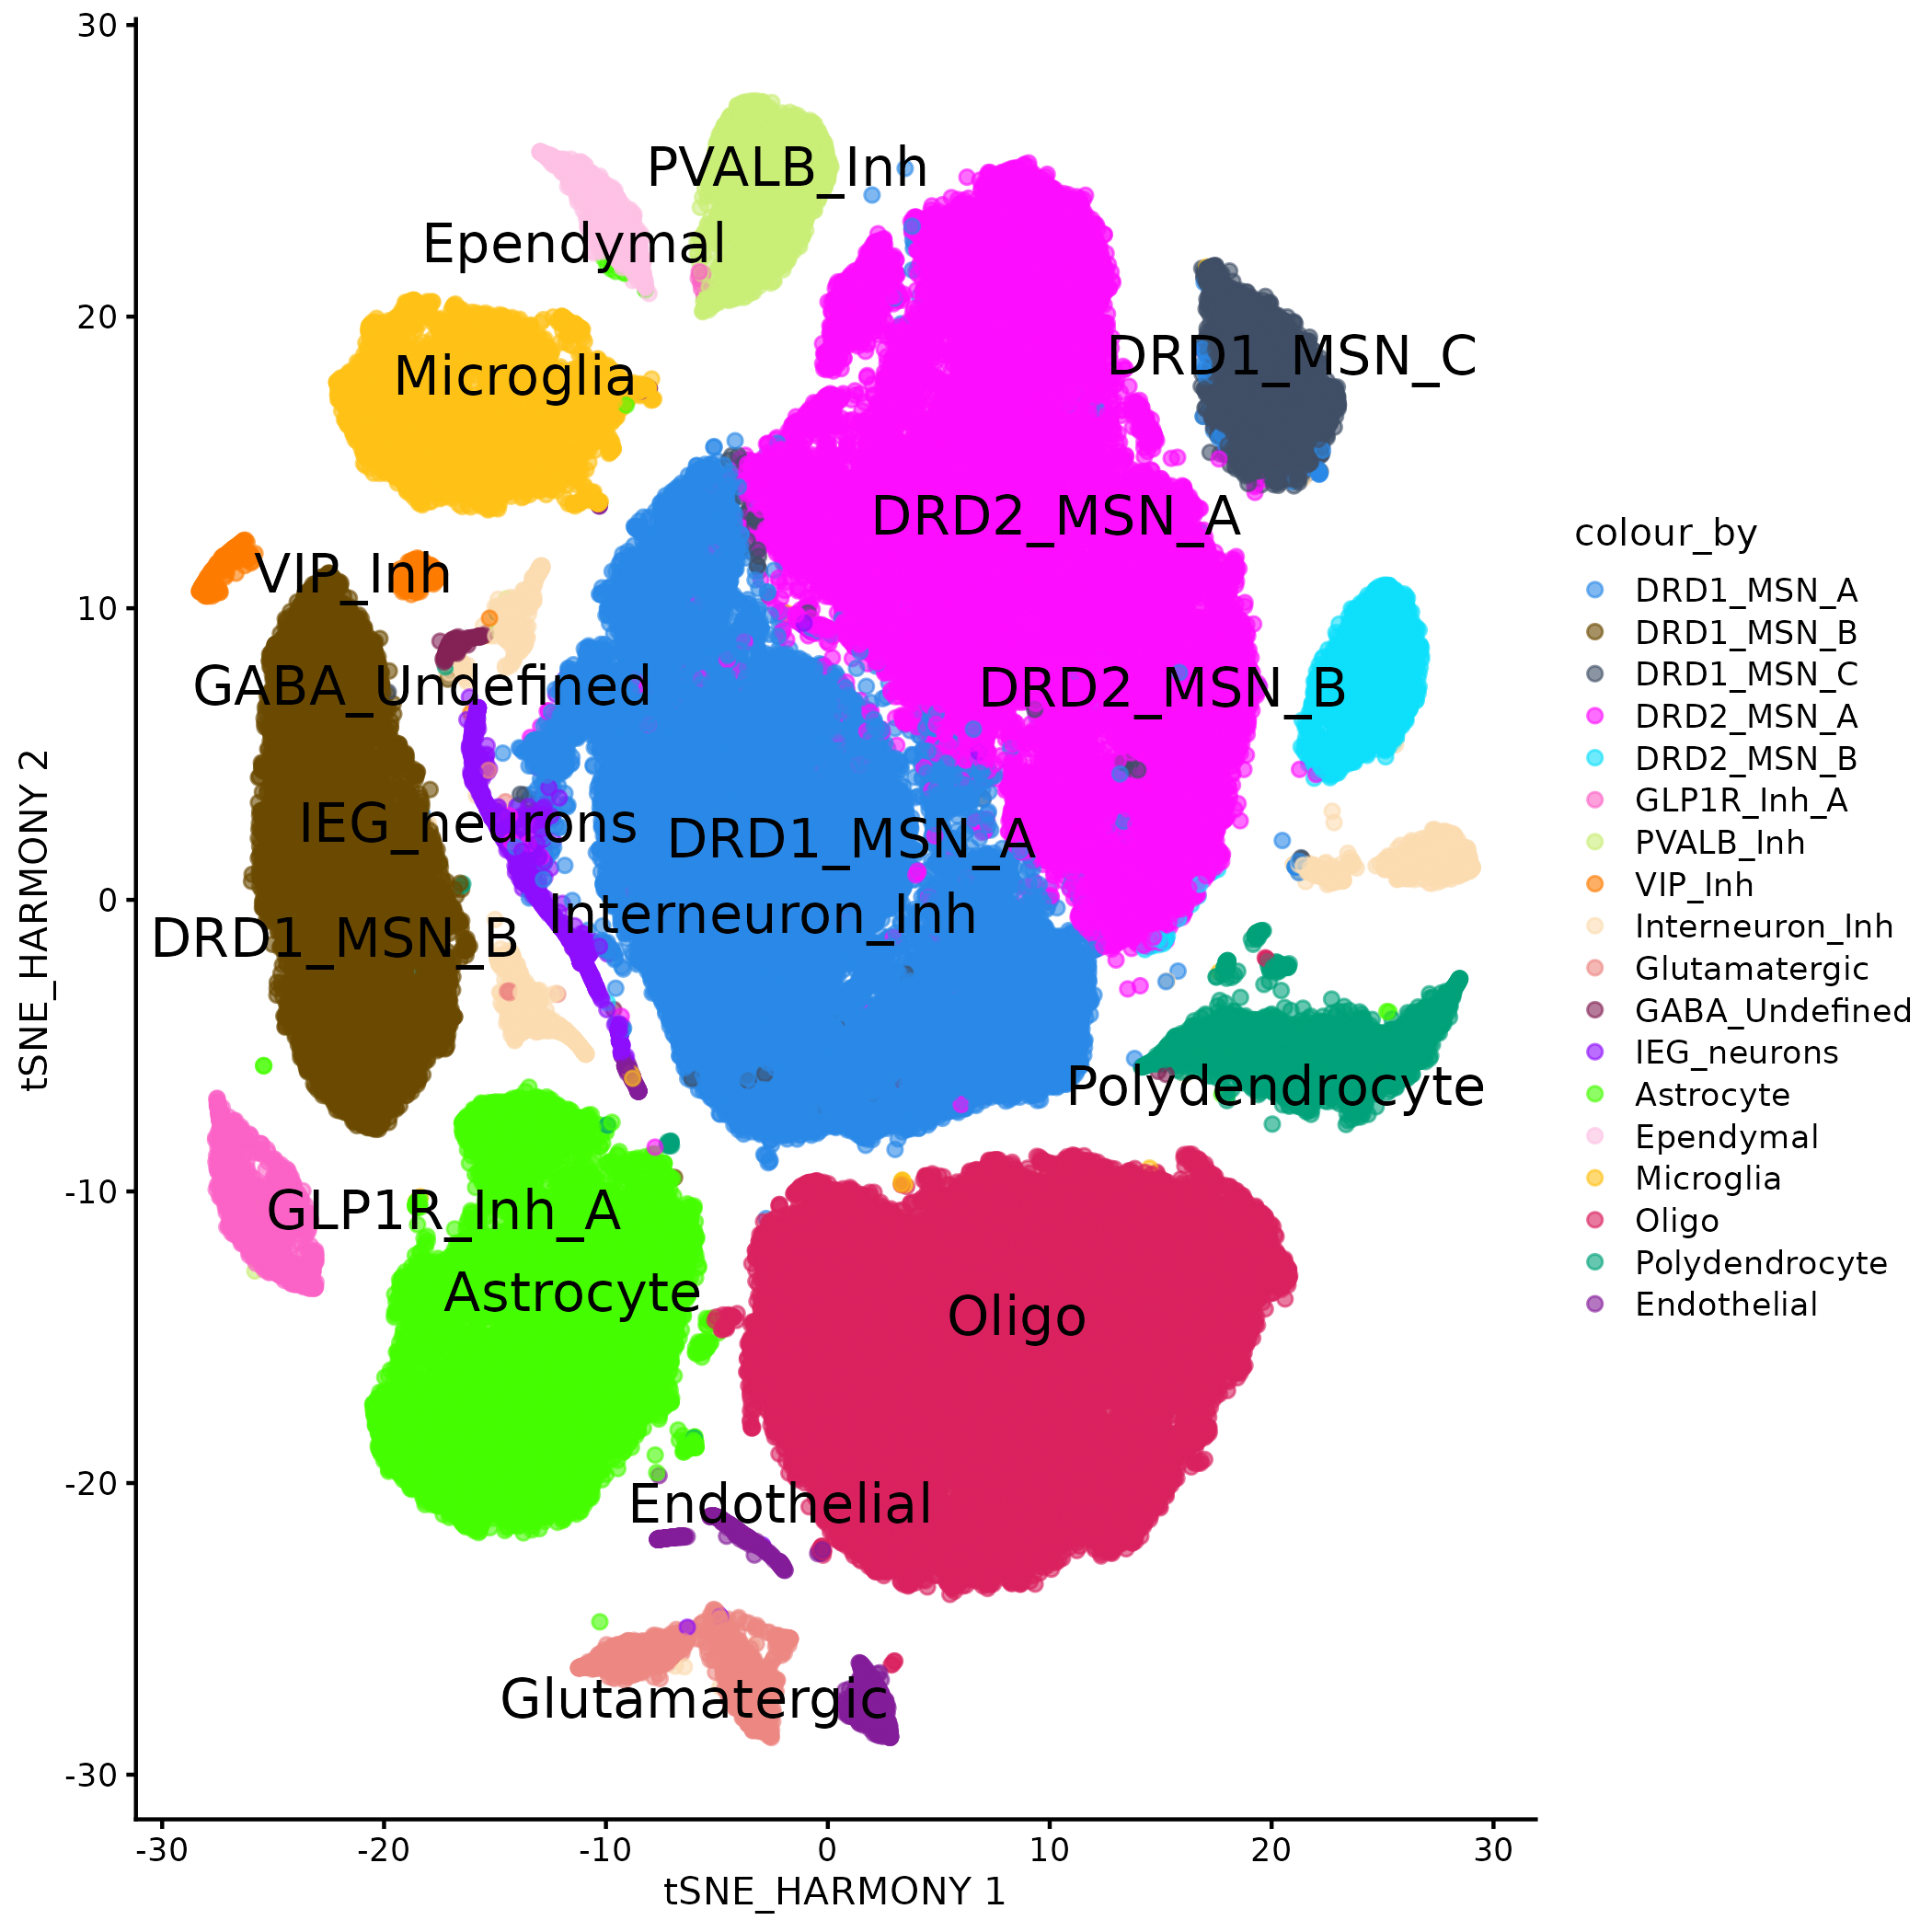 30
20
10
0
-10
-20
-30
tSNE_HARMONY 2
PVALB_Inh
Ependymal
DRD1_MSN_C
Microglia
DRD2_MSN_A
VIP_Inh
GABA_Undefined
DRD2_MSN_B
IEG_neurons
DRD1_MSN_A
Interneuron_Inh
DRD1_MSN_B
Polydendrocyte
GLP1R_Inh_A
Astrocyte
Oligo
Endothelial
Glutamatergic
-30 -20 -10 0 10 20 30
tSNE_HARMONY 1
colour_by
DRD1_MSN_A
DRD1_MSN_B
DRD1_MSN_C
DRD2_MSN_A
DRD2_MSN_B
GLP1R_Inh_A
PVALB_Inh
VIP_Inh
Interneuron_Inh
Glutamatergic
GABA_Undefined
IEG_neurons
Astrocyte
Ependymal
Microglia
Oligo
Polydendrocyte
Endothelial